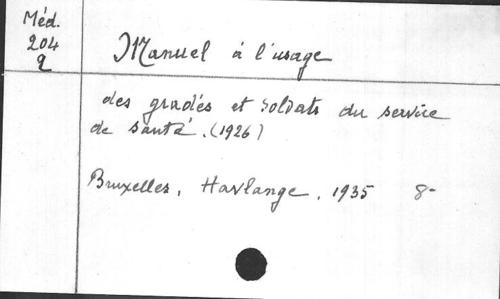 Méd.
204
2
Manuel à l'usage
des gradés et soldats du service
de santé. (1926)
Bruxelles, Havlange, 1935 8-